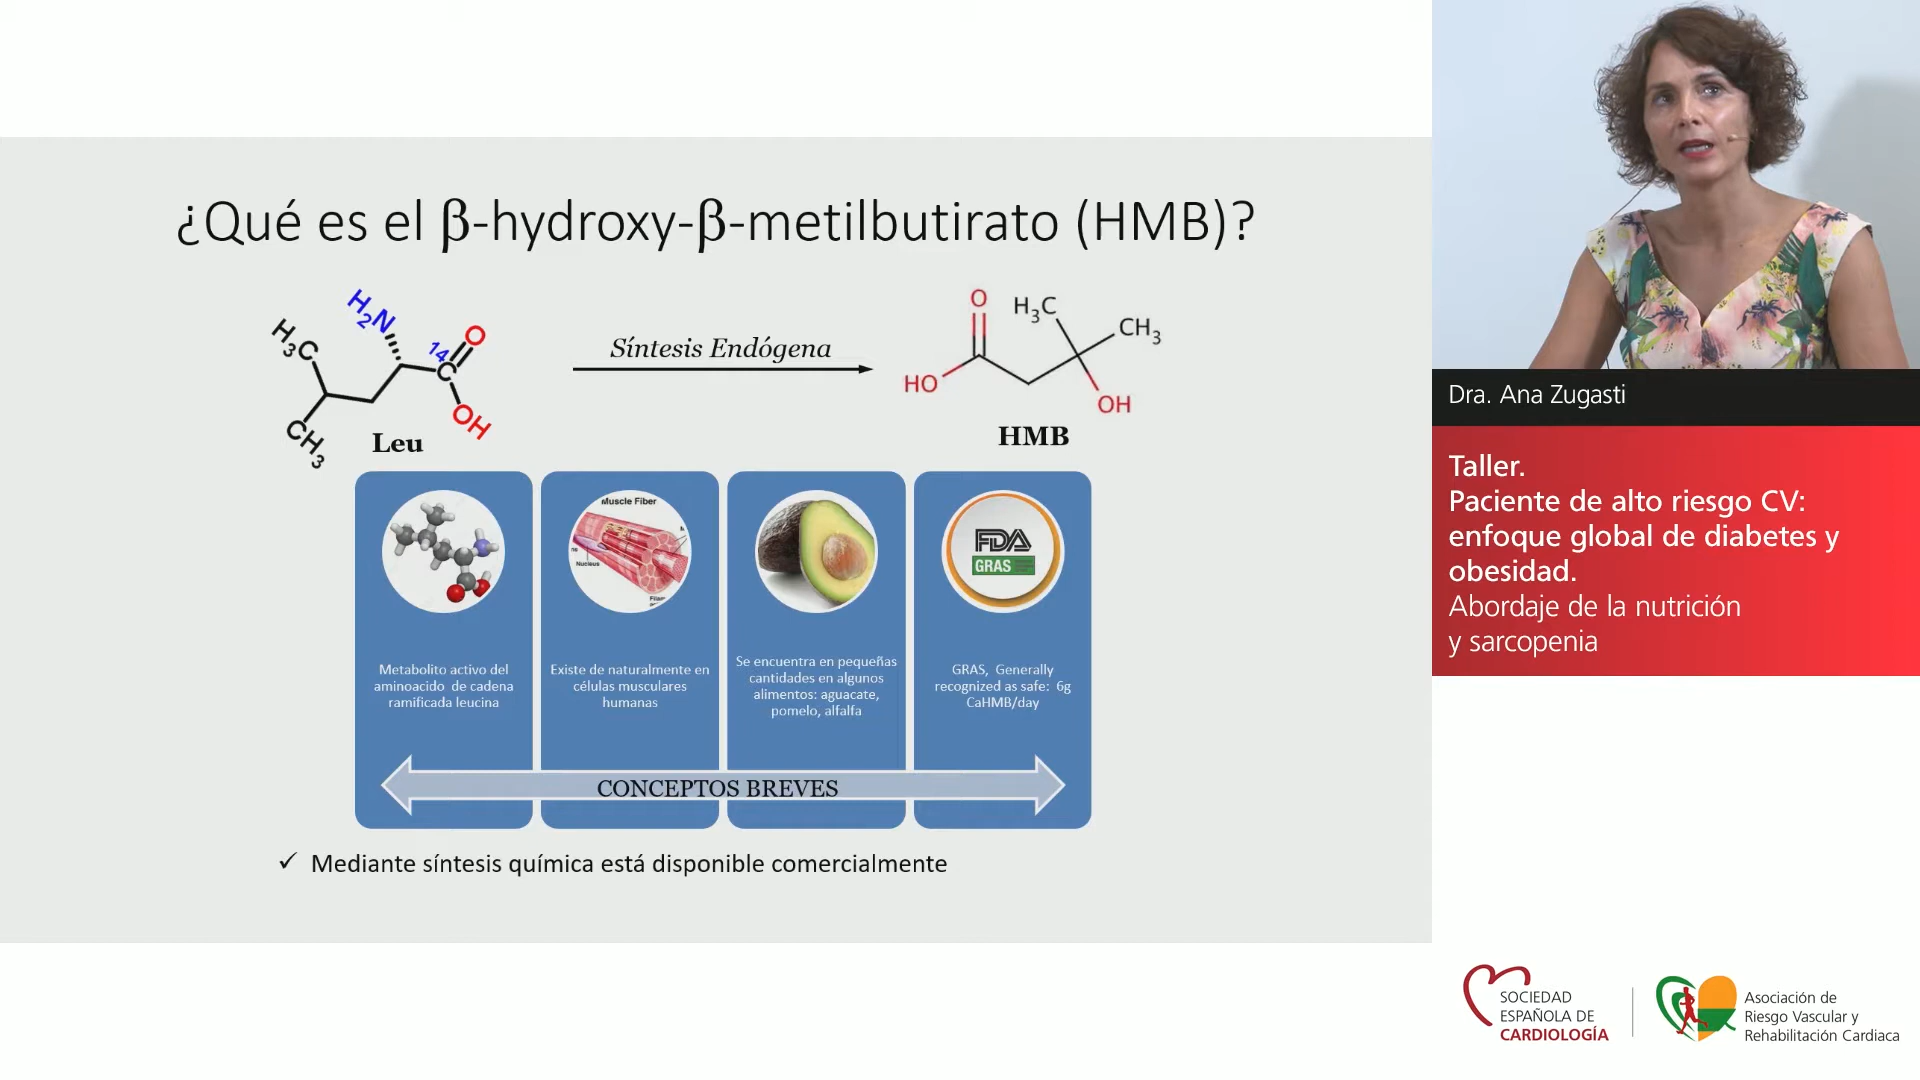 ¿Qué es el β-hydroxy-β-metilbutirato (HMB)?
H3C
H2N
14
C
O
OH
CH3
Leu
Síntesis Endógena
O
H3C
CH3
HO
OH
HMB
Muscle Fiber
Nucleus
FDA
GRAS
Metabolito activo del
aminoacido de cadena
ramificada leucina
Existe de naturalmente en
células musculares
humanas
Se encuentra en pequeñas
cantidades en algunos
alimentos: aguacate,
pomelo, alfalfa
GRAS, Generally
recognized as safe: 6g
CaHMB/day
CONCEPTOS BREVES
✓ Mediante síntesis química está disponible comercialmente
Dra. Ana Zugasti
Taller.
Paciente de alto riesgo CV:
enfoque global de diabetes y
obesidad.
Abordaje de la nutrición
y sarcopenia
SOCIEDAD
ESPAÑOLA DE
CARDIOLOGÍA
Asociación de
Riesgo Vascular y
Rehabilitación Cardiaca